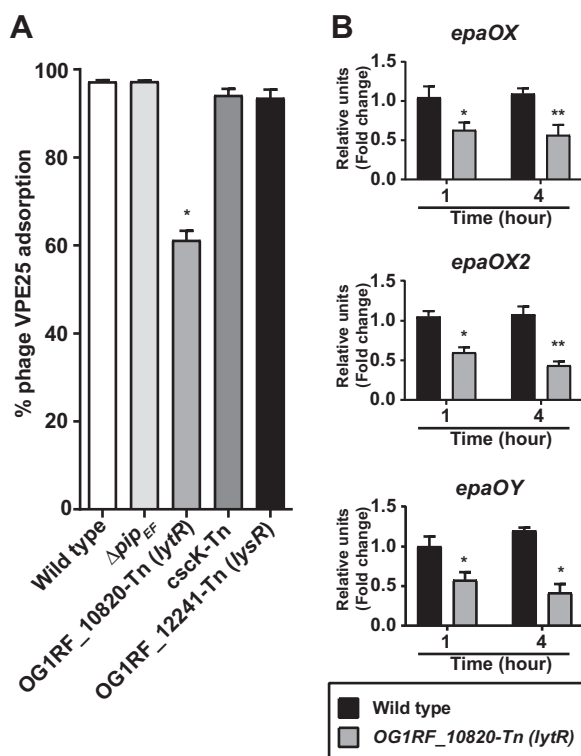 A
% phage VPE25 adsorption
100
80
60
40
20
0
*
Wild type
ΔpipEF
OG1RF_10820-Tn (lytR)
cscK-Tn
OG1RF_12241-Tn (lysR)
B
epaOX
Relative units
(Fold change)
1.5
1.0
0.5
0.0
*
**
1 4
Time (hour)
epaOX2
Relative units
(Fold change)
1.5
1.0
0.5
0.0
*
**
1 4
Time (hour)
epaOY
Relative units
(Fold change)
1.5
1.0
0.5
0.0
*
*
1 4
Time (hour)
Wild type
OG1RF_10820-Tn (lytR)